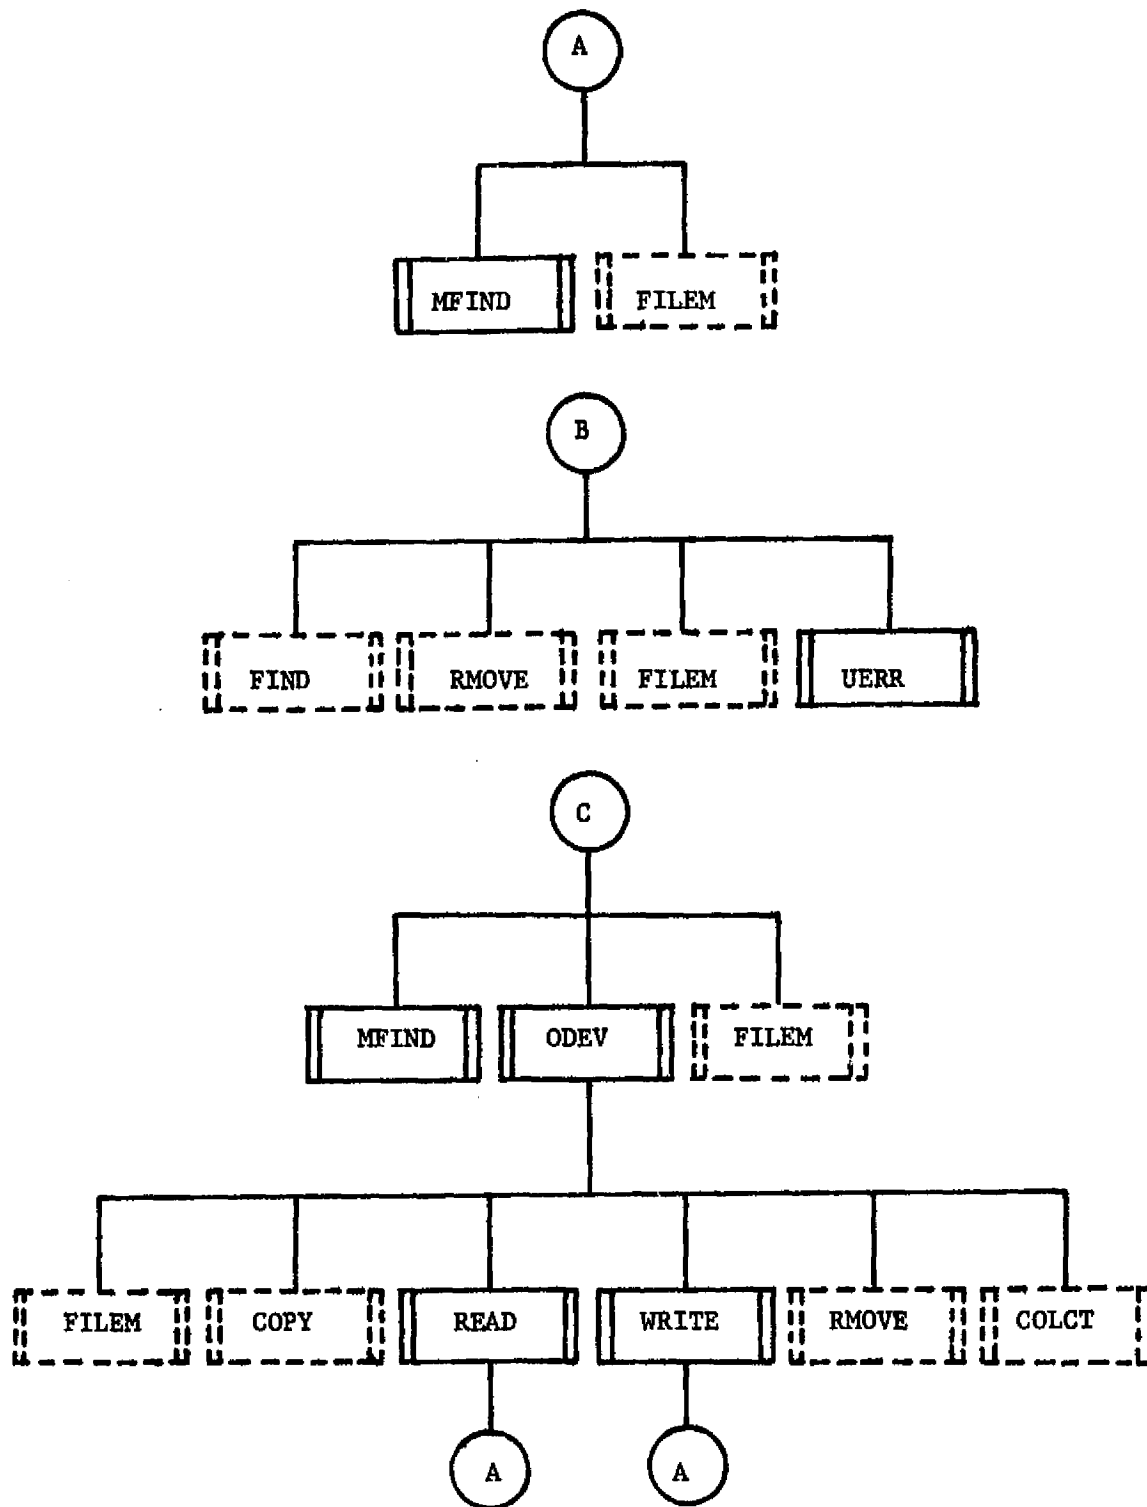 A
MFIND FILEM
B
FIND RMOVE FILEM UERR
C
MFIND ODEV FILEM
FILEM COPY READ WRITE RMOVE COLCT
A A